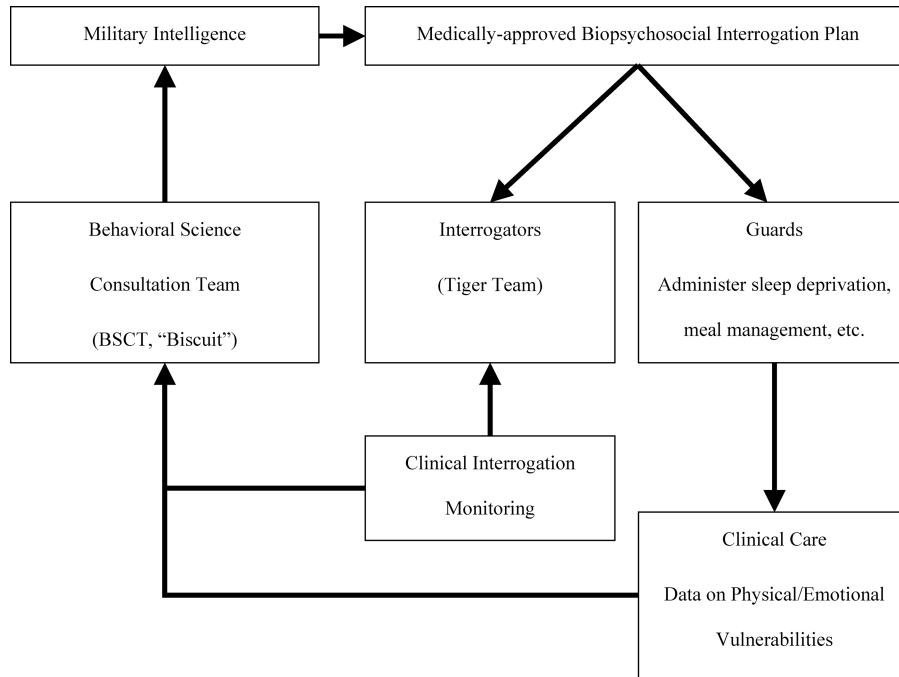 Military Intelligence
Medically-approved Biopsychosocial Interrogation Plan
Behavioral Science
Consultation Team
(BSCT, “Biscuit”)
Interrogators
(Tiger Team)
Guards
Administer sleep deprivation,
meal management, etc.
Clinical Interrogation
Monitoring
Clinical Care
Data on Physical/Emotional
Vulnerabilities